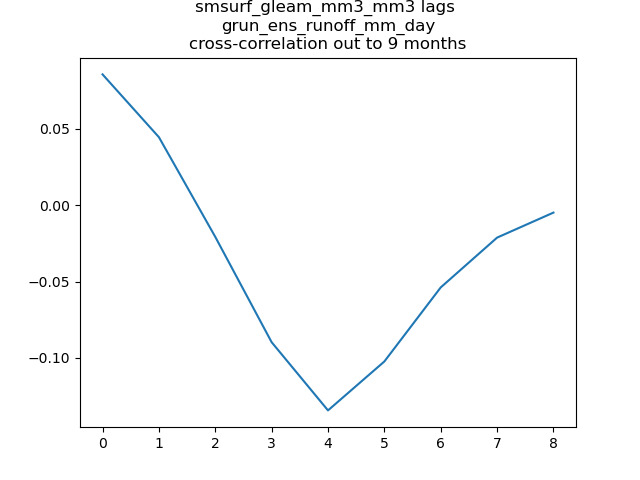 smsurf_gleam_mm3_mm3 lags
grun_ens_runoff_mm_day
cross-correlation out to 9 months
0.05
0.00
−0.05
−0.10
0 1 2 3 4 5 6 7 8